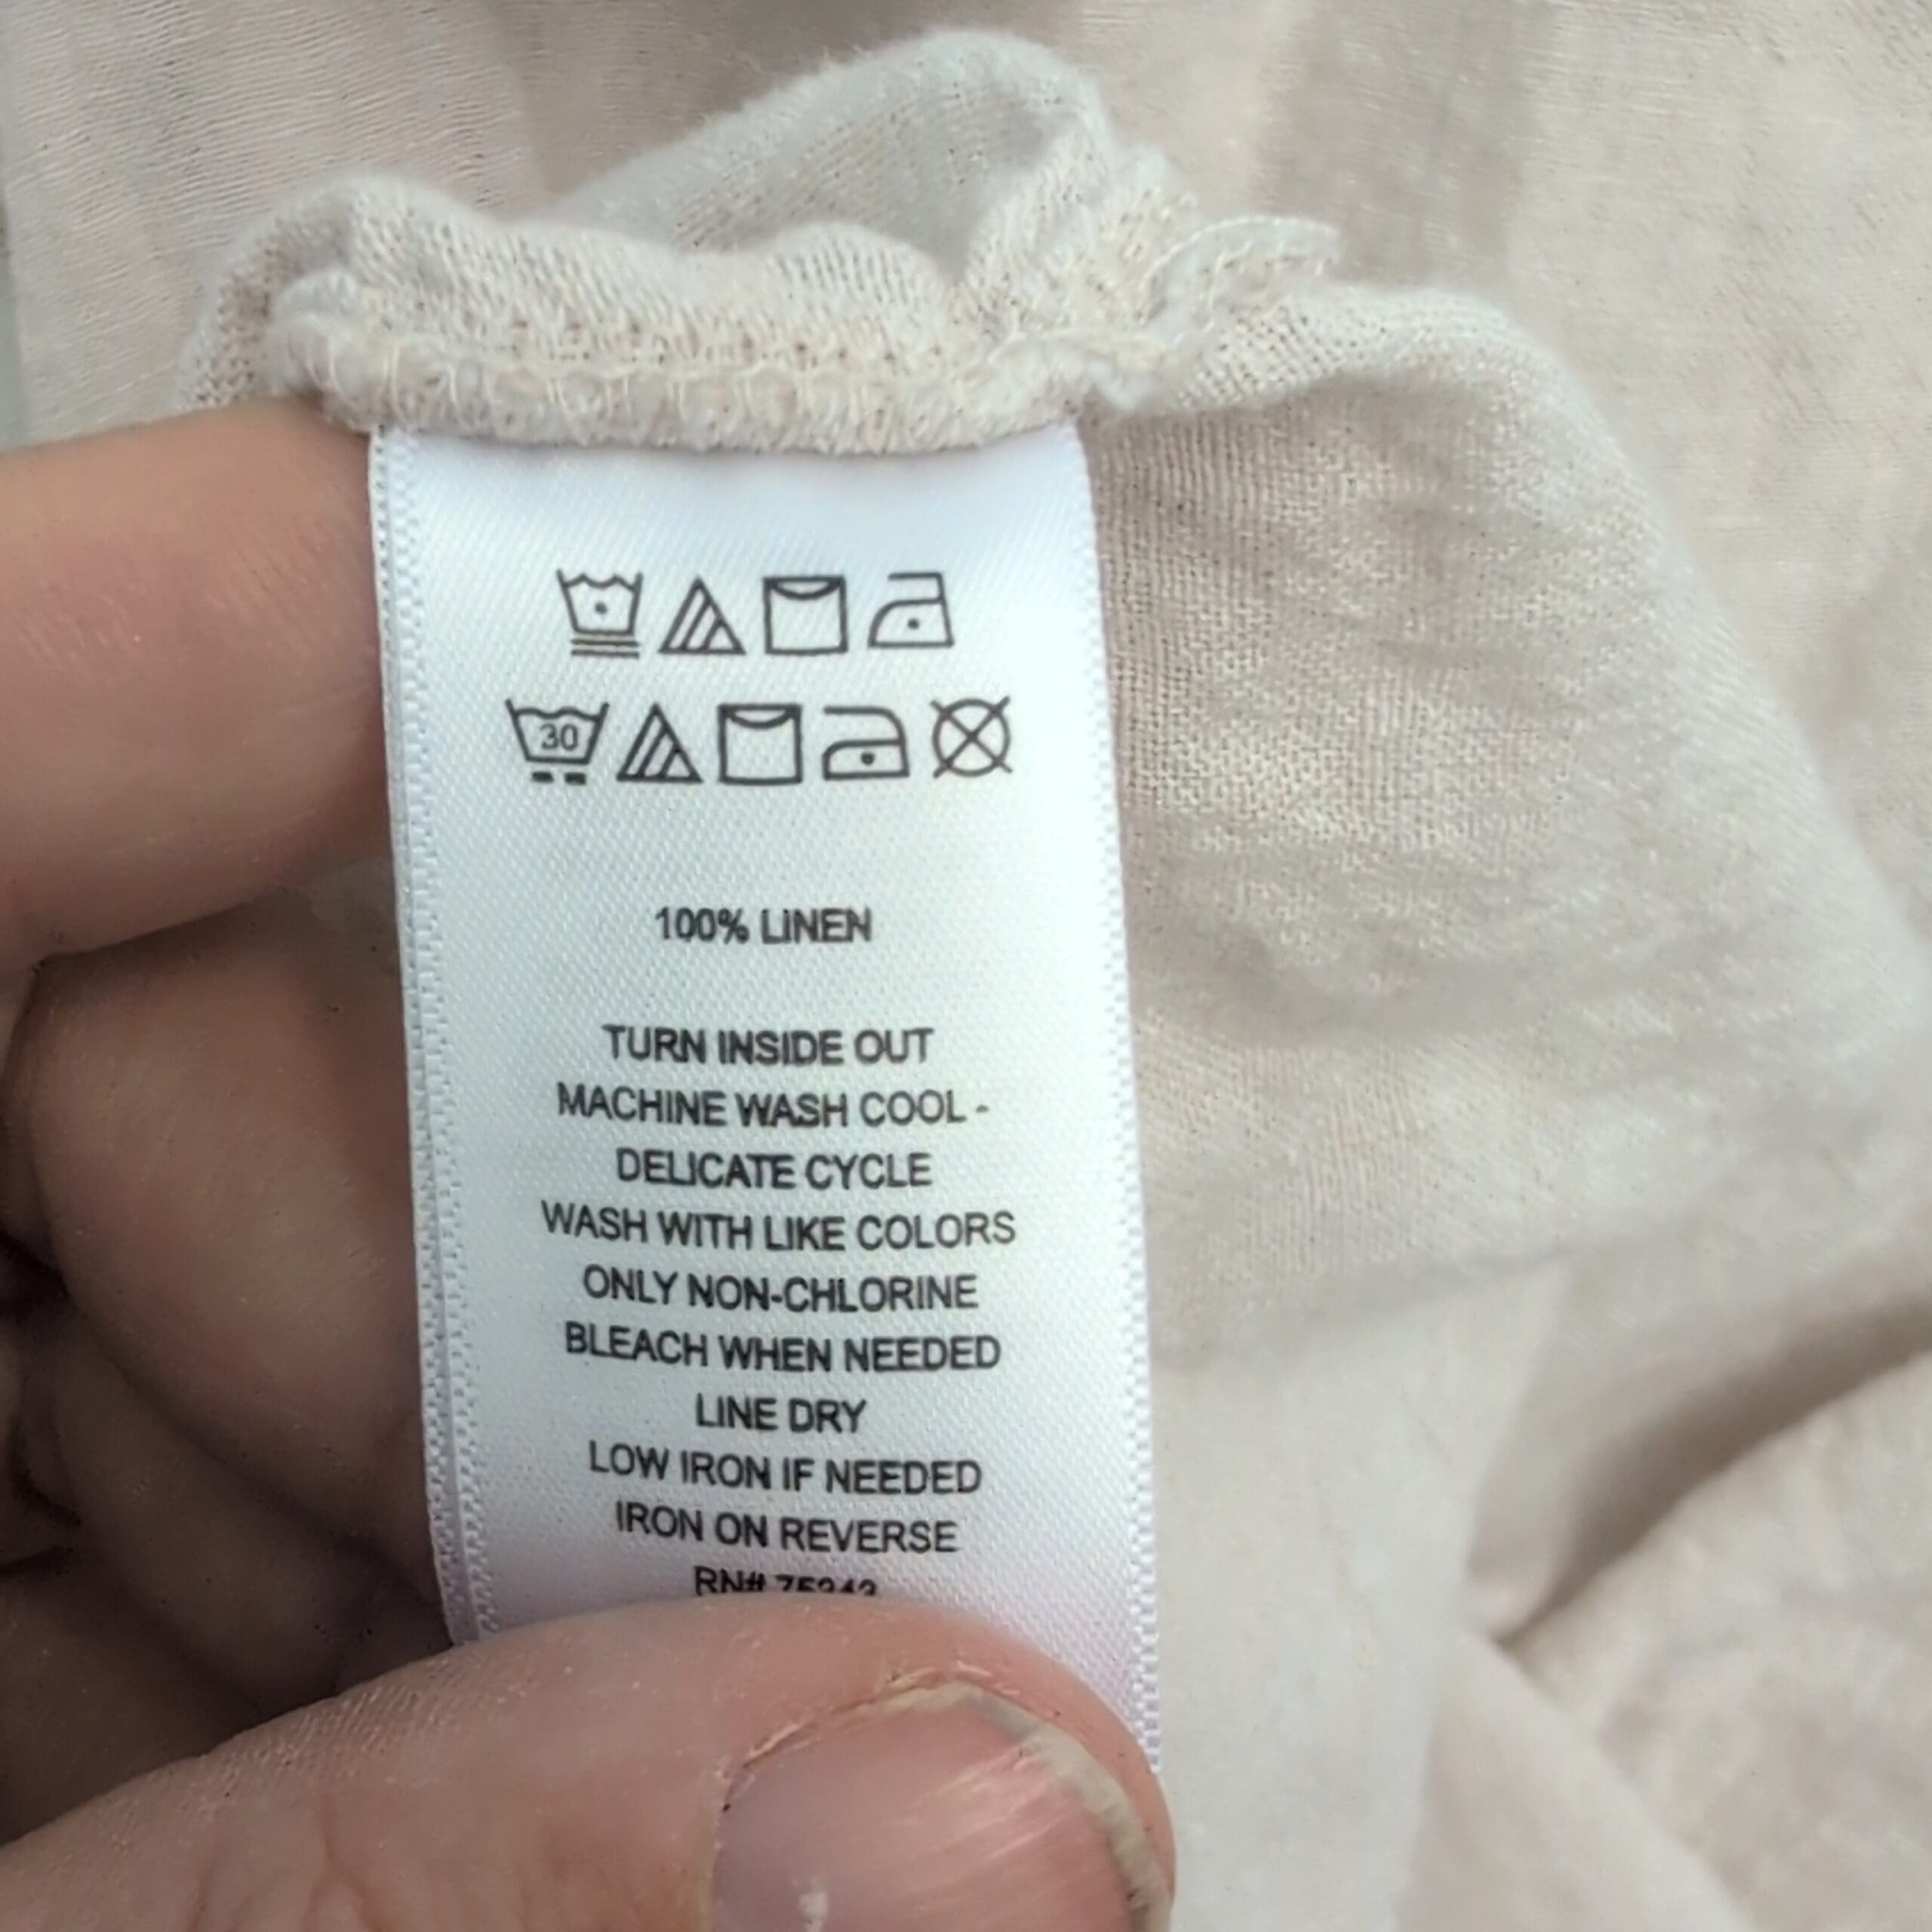 30
100% LINEN
TURN INSIDE OUT
MACHINE WASH COOL -
DELICATE CYCLE
WASH WITH LIKE COLORS
ONLY NON-CHLORINE
BLEACH WHEN NEEDED
LINE DRY
LOW IRON IF NEEDED
IRON ON REVERSE
RN#